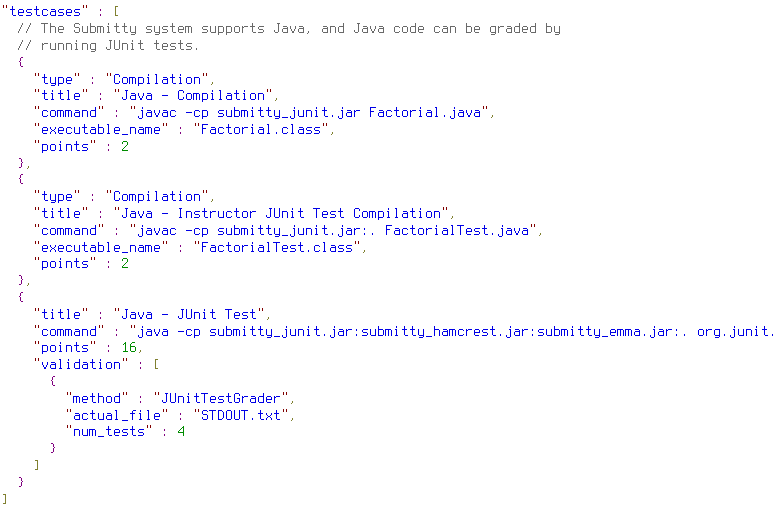 "testcases" : [
  // The Submitty system supports Java, and Java code can be graded by
  // running JUnit tests.
  {
    "type" : "Compilation",
    "title" : "Java - Compilation",
    "command" : "javac -cp submitty_junit.jar Factorial.java",
    "executable_name" : "Factorial.class",
    "points" : 2
  },
  {
    "type" : "Compilation",
    "title" : "Java - Instructor JUnit Test Compilation",
    "command" : "javac -cp submitty_junit.jar:. FactorialTest.java",
    "executable_name" : "FactorialTest.class",
    "points" : 2
  },
  {
    "title" : "Java - JUnit Test",
    "command" : "java -cp submitty_junit.jar:submitty_hamcrest.jar:submitty_emma.jar:. org.junit.
    "points" : 16,
    "validation" : [
      {
        "method" : "JUnitTestGrader",
        "actual_file" : "STDOUT.txt",
        "num_tests" : 4
      }
    ]
  }
]